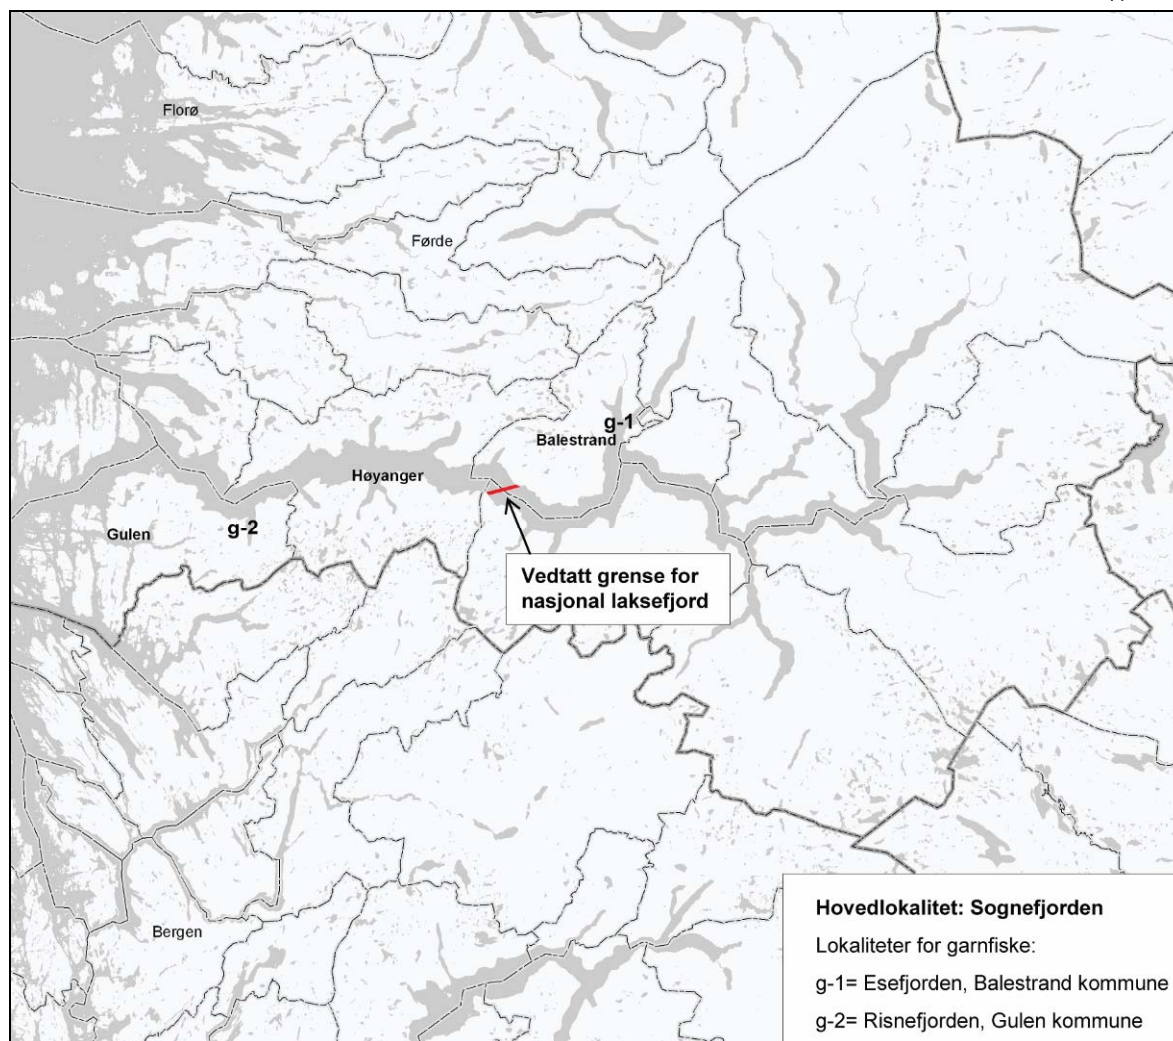 Florø
Førde
g-1
Balestrand
Høyanger
g-2
Gulen
Vedtatt grense for
nasjonal laksefjord
Bergen
Hovedlokalitet: Sognefjorden
Lokaliteter for garnfiske:
g-1= Esefjorden, Balestrand kommune
g-2= Risnefjorden, Gulen kommune